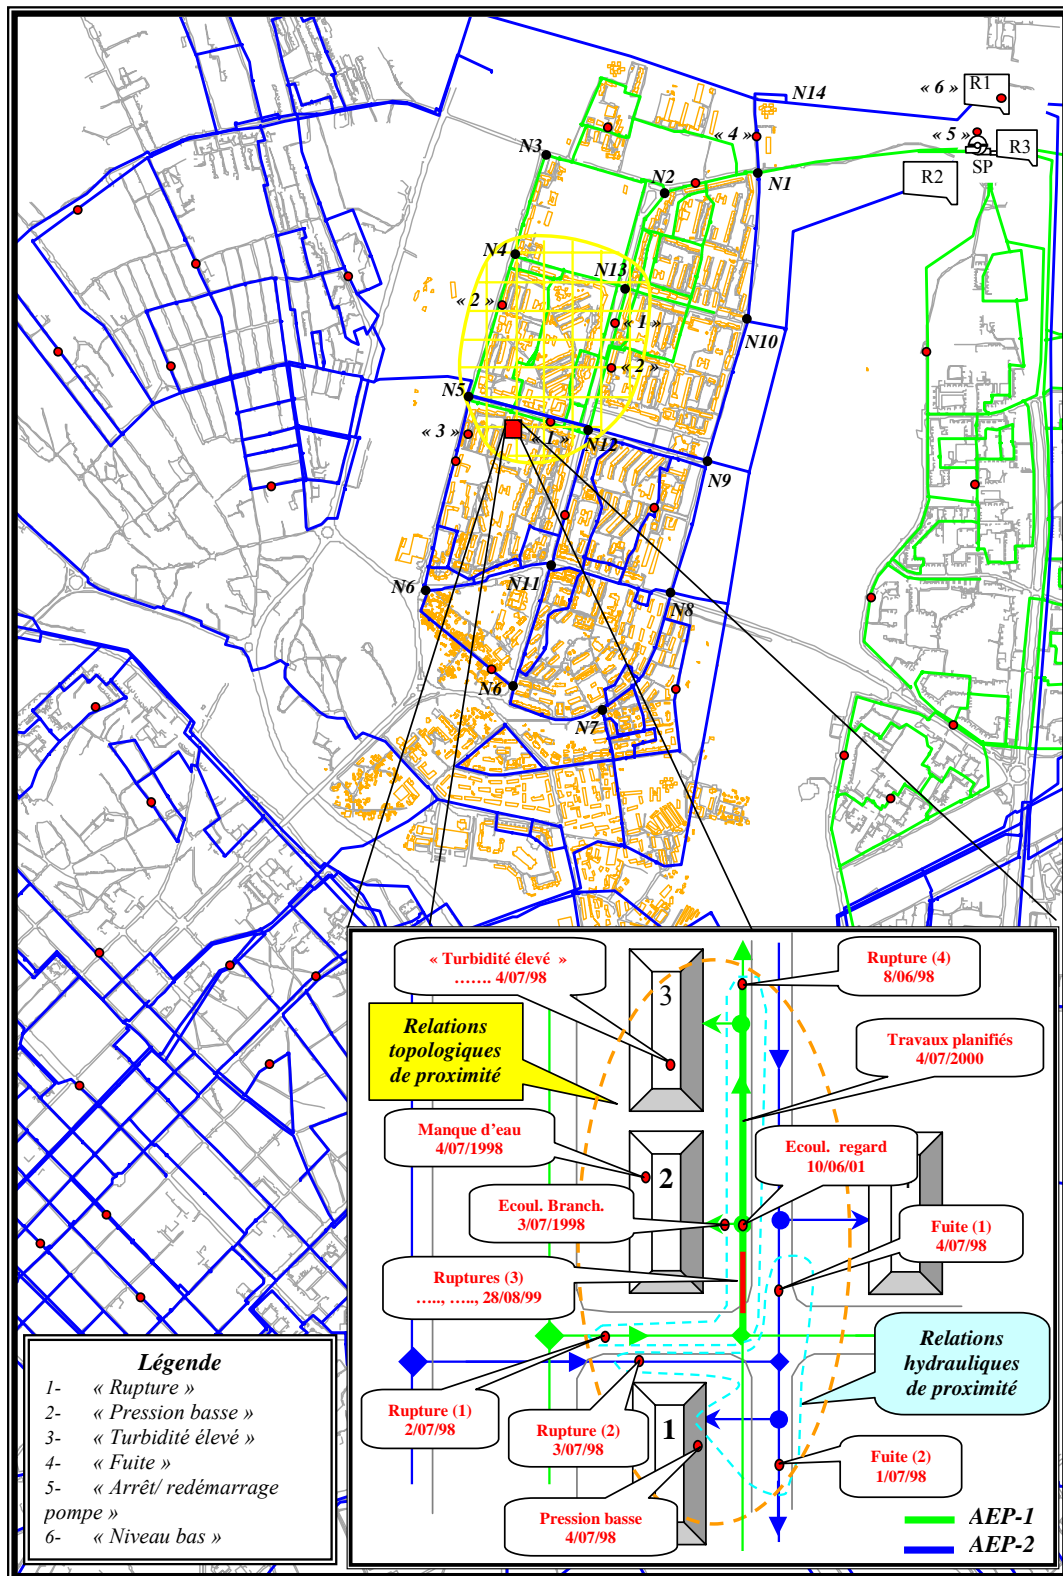 N14
« 6 »
R1
« 4 »
« 5 »
R3
SP
N3
N2
N1
R2
N4
N13
« 2 »
« 1 »
N10
« 2 »
N5
« 3 »
« 1 »
N12
N9
N11
N6
N8
N6
N7
« Turbidité élevé »
……. 4/07/98
Rupture (4)
8/06/98
3
Relations
topologiques
de proximité
Travaux planifiés
4/07/2000
Manque d'eau
4/07/1998
Ecoul. regard
10/06/01
2
Ecoul. Branch.
3/07/1998
Fuite (1)
4/07/98
Ruptures (3)
….., ….., 28/08/99
Relations
hydrauliques
de proximité
Rupture (1)
2/07/98
Rupture (2)
3/07/98
1
Fuite (2)
1/07/98
Pression basse
4/07/98
AEP-1
AEP-2
Légende
1- « Rupture »
2- « Pression basse »
3- « Turbidité élevé »
4- « Fuite »
5- « Arrêt/ redémarrage
pompe »
6- « Niveau bas »